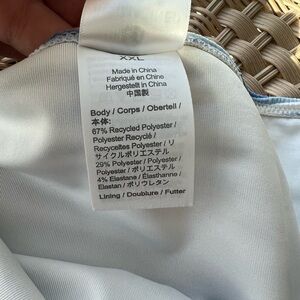 XXL
Made in China
Fabriqué en Chine
Hergestellt in China
中国製
Body / Corps / Oberteil /
本体:
67% Recycled Polyester /
Polyester Recyclé /
Recyceltes Polyester / リ
サイクルポリエステル
29% Polyester / Polyester /
Polyester / ポリエステル
4% Elastane / Élasthanne /
Elastan / ポリウレタン
Lining / Doublure / Futter